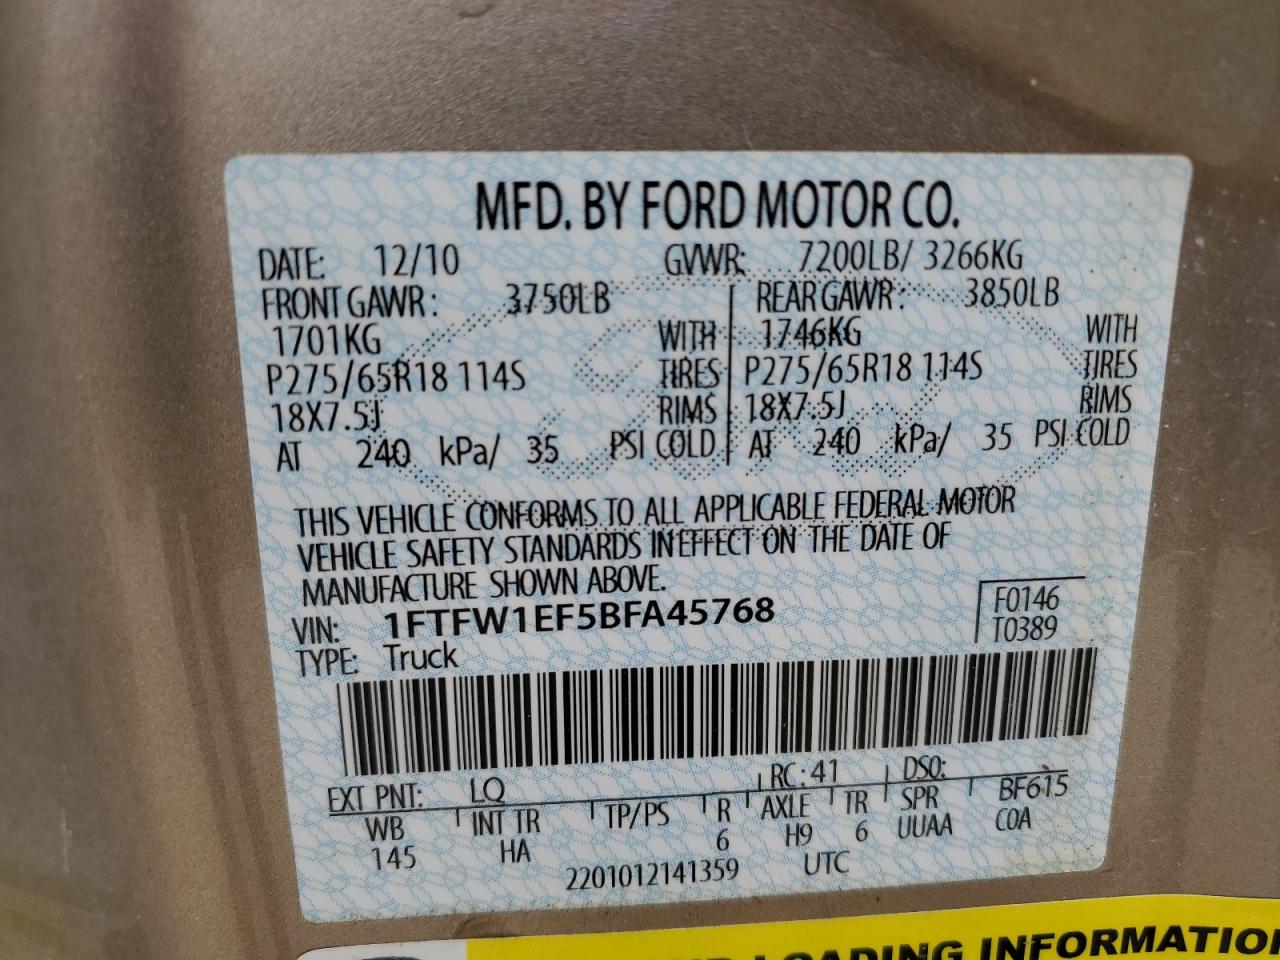 MFD. BY FORD MOTOR CO.
DATE: 12/10 GVWR: 7200LB/ 3266KG
FRONT GAWR: 3750LB REAR GAWR: 3850LB
1701KG WITH 1746KG WITH
P275/65R18 114S TIRES P275/65R18 114S TIRES
18X7.5J RIMS 18X7.5J RIMS
AT 240 kPa/ 35 PSI COLD AT 240 kPa/ 35 PSI COLD
THIS VEHICLE CONFORMS TO ALL APPLICABLE FEDERAL MOTOR
VEHICLE SAFETY STANDARDS IN EFFECT ON THE DATE OF
MANUFACTURE SHOWN ABOVE.
VIN: 1FTFW1EF5BFA45768 F0146
TYPE: Truck T0389
EXT PNT: LQ RC: 41 DSO: BF615
WB INT TR TP/PS R AXLE TR SPR COA
145 HA 6 H9 6 UUAA
2201012141359 UTC
LOADING INFORMATION